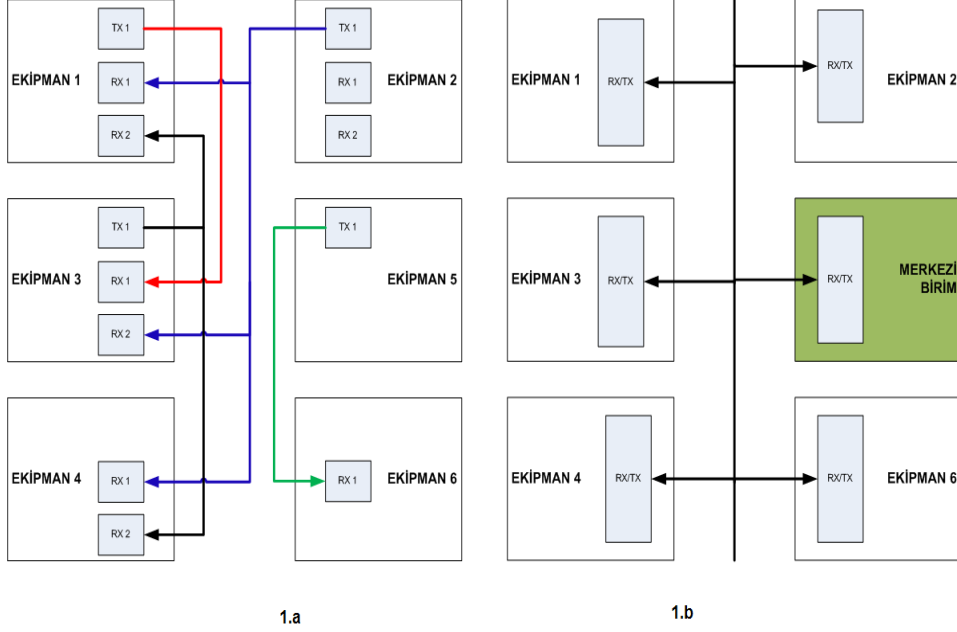 TX 1
EKİPMAN 1
RX 1
RX 2
TX 1
RX 1
EKİPMAN 2
RX 2
TX 1
EKİPMAN 3
RX 1
RX 2
TX 1
EKİPMAN 5
EKİPMAN 4
RX 1
RX 2
RX 1
EKİPMAN 6
1.a
EKİPMAN 1
RX/TX
RX/TX
EKİPMAN 2
EKİPMAN 3
RX/TX
RX/TX
MERKEZİ
BİRİM
EKİPMAN 4
RX/TX
RX/TX
EKİPMAN 6
1.b